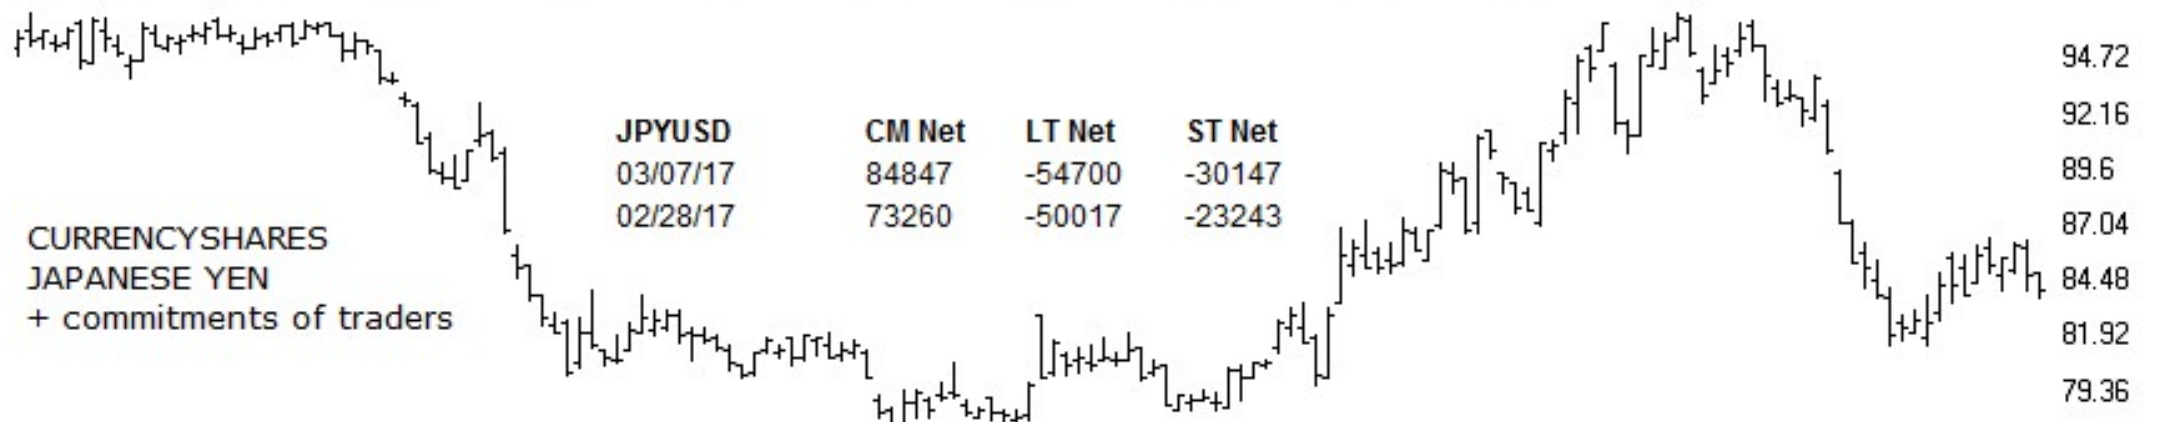 JPYUSD CM Net LT Net ST Net
03/07/17 84847 -54700 -30147
02/28/17 73260 -50017 -23243
CURRENCYSHARES
JAPANESE YEN
+ commitments of traders
94.72
92.16
89.6
87.04
84.48
81.92
79.36